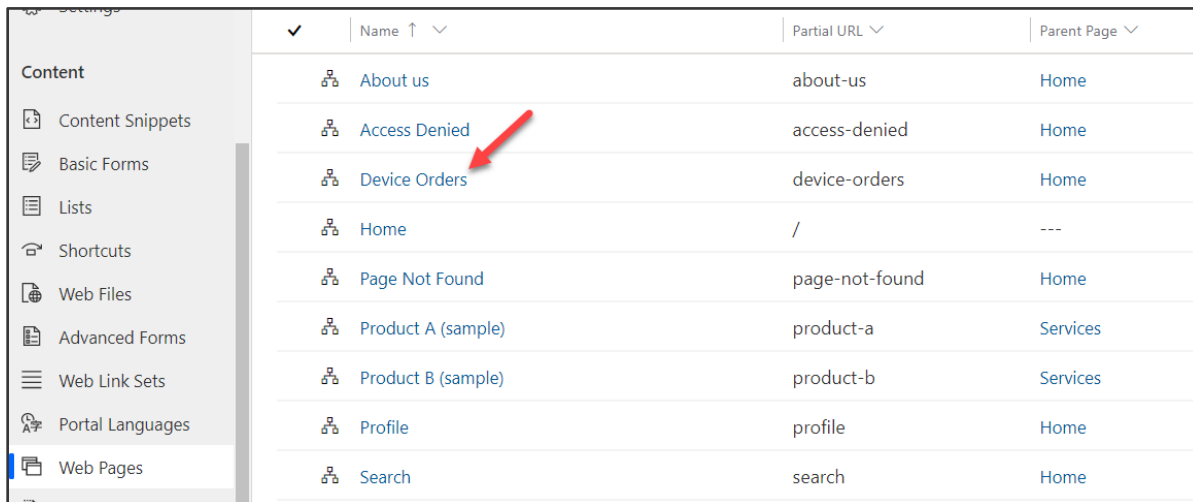 Settings
Name Partial URL Parent Page
Content
Content Snippets
Basic Forms
Lists
Shortcuts
Web Files
Advanced Forms
Web Link Sets
Portal Languages
Web Pages
About us about-us Home
Access Denied access-denied Home
Device Orders device-orders Home
Home / ---
Page Not Found page-not-found Home
Product A (sample) product-a Services
Product B (sample) product-b Services
Profile profile Home
Search search Home